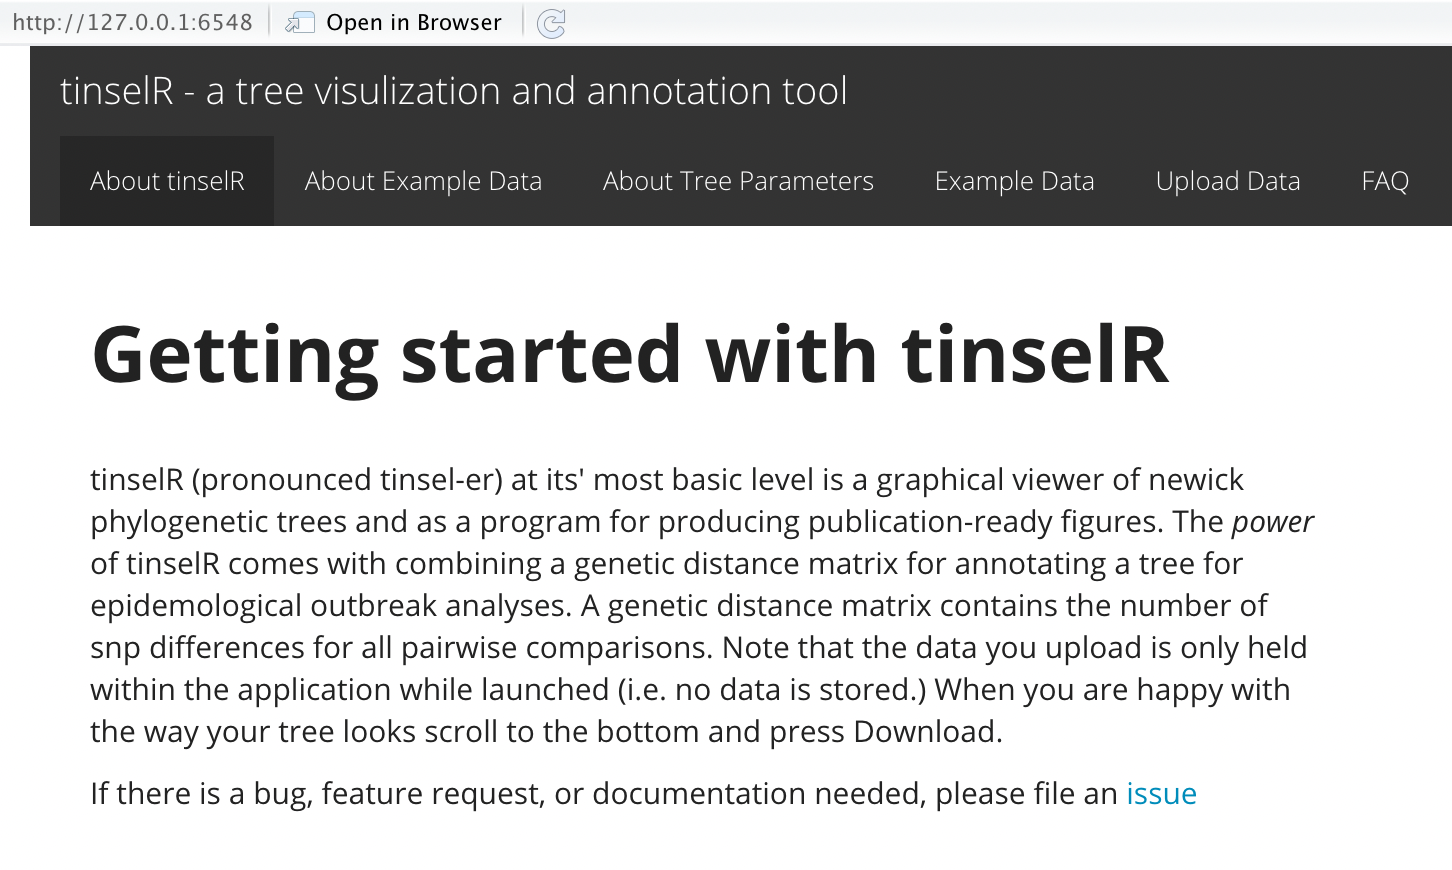 http://127.0.0.1:6548 Open in Browser
tinselR - a tree visulization and annotation tool
About tinselR About Example Data About Tree Parameters Example Data Upload Data FAQ
Getting started with tinselR
tinselR (pronounced tinsel-er) at its' most basic level is a graphical viewer of newick
phylogenetic trees and as a program for producing publication-ready figures. The power
of tinselR comes with combining a genetic distance matrix for annotating a tree for
epidemological outbreak analyses. A genetic distance matrix contains the number of
snp differences for all pairwise comparisons. Note that the data you upload is only held
within the application while launched (i.e. no data is stored.) When you are happy with
the way your tree looks scroll to the bottom and press Download.
If there is a bug, feature request, or documentation needed, please file an issue